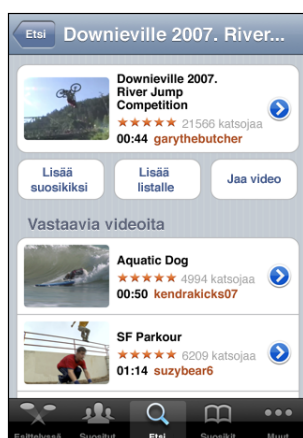 Etsi
Downieville 2007. River...
Downieville 2007.
River Jump
Competition
21566 katsojaa
00:44 garythebutcher
Lisää
suosikiksi
Lisää
listalle
Jaa video
Vastaavia videoita
Aquatic Dog
4994 katsojaa
00:50 kendrakicks07
SF Parkour
6209 katsojaa
01:14 suzybear6
Esittelyssä
Suositut
Etsi
Suosikit
Muut